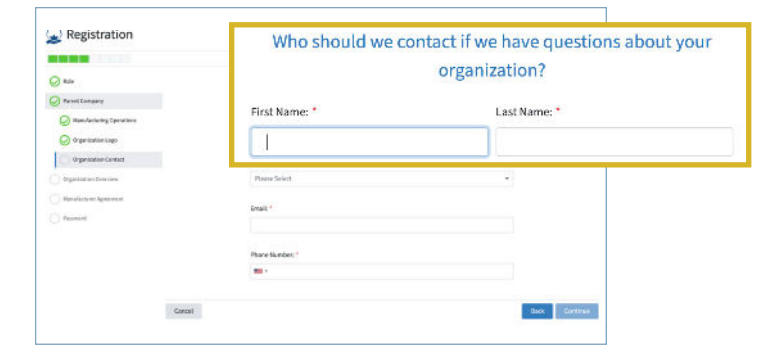 Registration
Who should we contact if we have questions about your
organization?
Role
Parent Company
First Name: *
Last Name: *
Manufacturing Operations
Organization Logo
Organization Contact
Organization Overview
Please Select
Manufacturer Agreement
Email: *
Payment
Phone Number: *
Cancel
Back
Continue